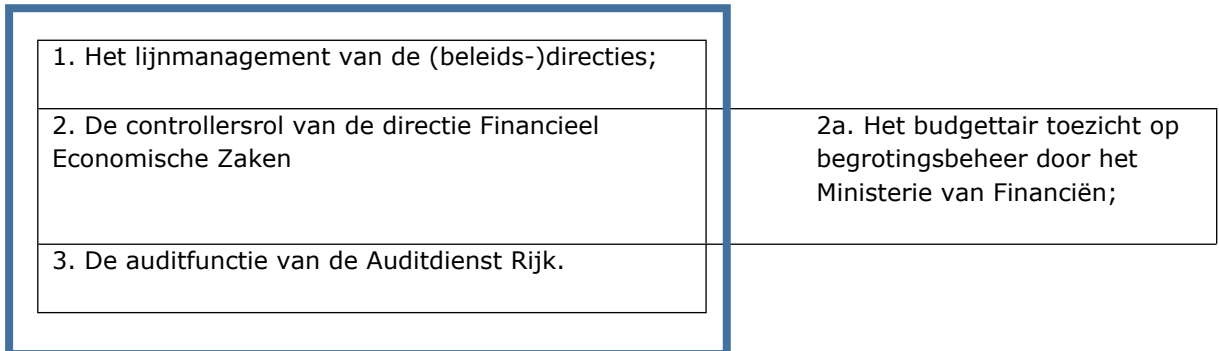 1. Het lijnmanagement van de (beleids-)directies;
2. De controllersrol van de directie Financieel
Economische Zaken
2a. Het budgettair toezicht op
begrotingsbeheer door het
Ministerie van Financiën;
3. De auditfunctie van de Auditdienst Rijk.